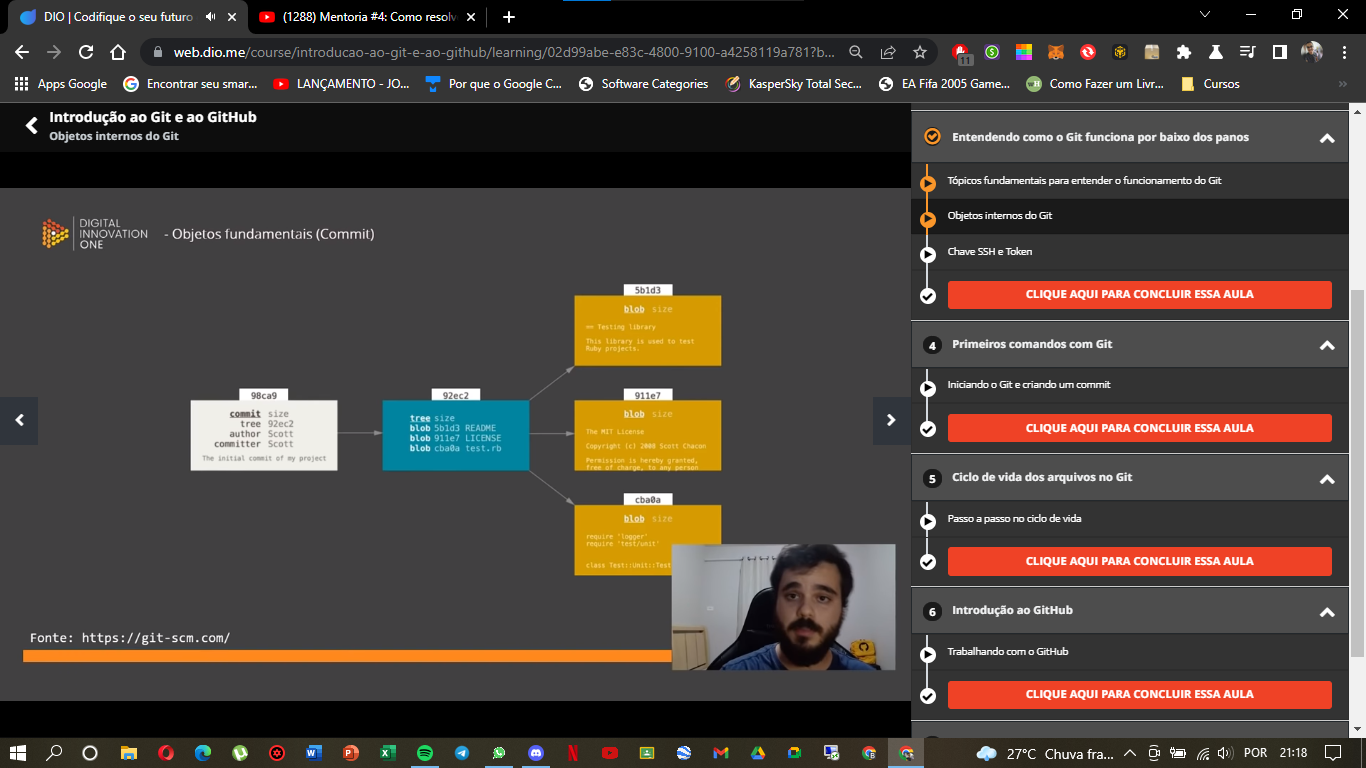 DIO | Codifique o seu futuro
(1288) Mentoria #4: Como resolv
web.dio.me/course/introducao-ao-git-e-ao-github/learning/02d99abe-e83c-4800-9100-a4258119a781?b...
11
Apps Google
Encontrar seu smar...
LANÇAMENTO - JO...
Por que o Google C...
Software Categories
KasperSky Total Sec...
EA Fifa 2005 Game...
Como Fazer um Livr...
Cursos
Introdução ao Git e ao GitHub
Objetos internos do Git
DIGITAL
INNOVATION
ONE
- Objetos fundamentais (Commit)
98ca9
commit size
tree 92ec2
author Scott
committer Scott
The initial commit of my project
92ec2
tree size
blob 5b1d3 README
blob 911e7 LICENSE
blob cba0a test.rb
5b1d3
blob size
== Testing library
This library is used to test
Ruby projects.
911e7
blob size
The MIT License
Copyright (c) 2008 Scott Chacon
Permission is hereby granted,
free of charge, to any person
cba0a
blob size
require 'logger'
require 'test/unit'
class Test::Unit::Test
Fonte: https://git-scm.com/
Entendendo como o Git funciona por baixo dos panos
Tópicos fundamentais para entender o funcionamento do Git
Objetos internos do Git
Chave SSH e Token
CLIQUE AQUI PARA CONCLUIR ESSA AULA
4 Primeiros comandos com Git
Iniciando o Git e criando um commit
CLIQUE AQUI PARA CONCLUIR ESSA AULA
5 Ciclo de vida dos arquivos no Git
Passo a passo no ciclo de vida
CLIQUE AQUI PARA CONCLUIR ESSA AULA
6 Introdução ao GitHub
Trabalhando com o GitHub
CLIQUE AQUI PARA CONCLUIR ESSA AULA
27°C Chuva fra...
POR
21:18